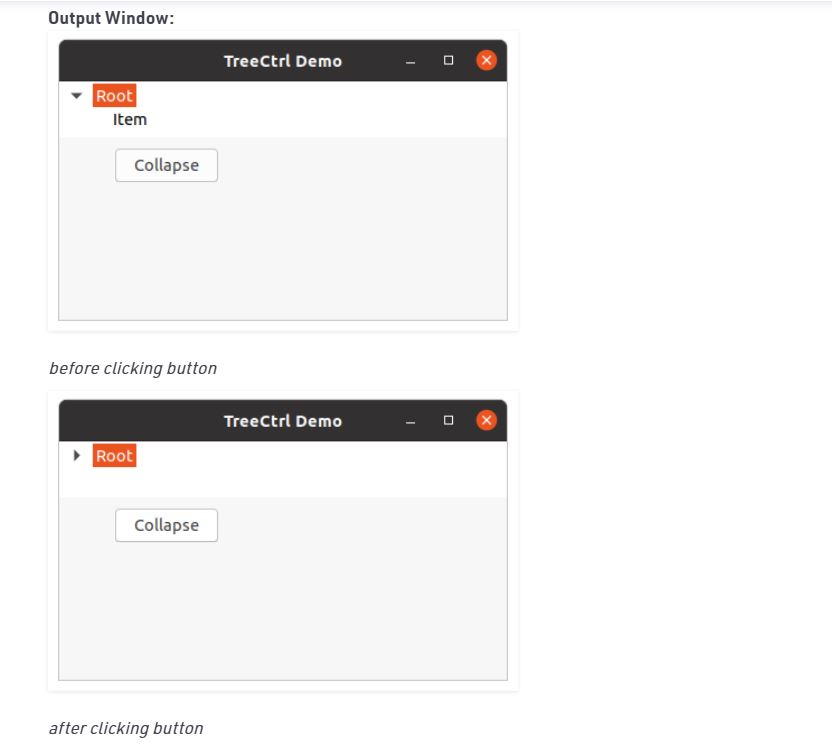 Output Window:
TreeCtrl Demo
Root
Item
Collapse
before clicking button
TreeCtrl Demo
Root
Collapse
after clicking button